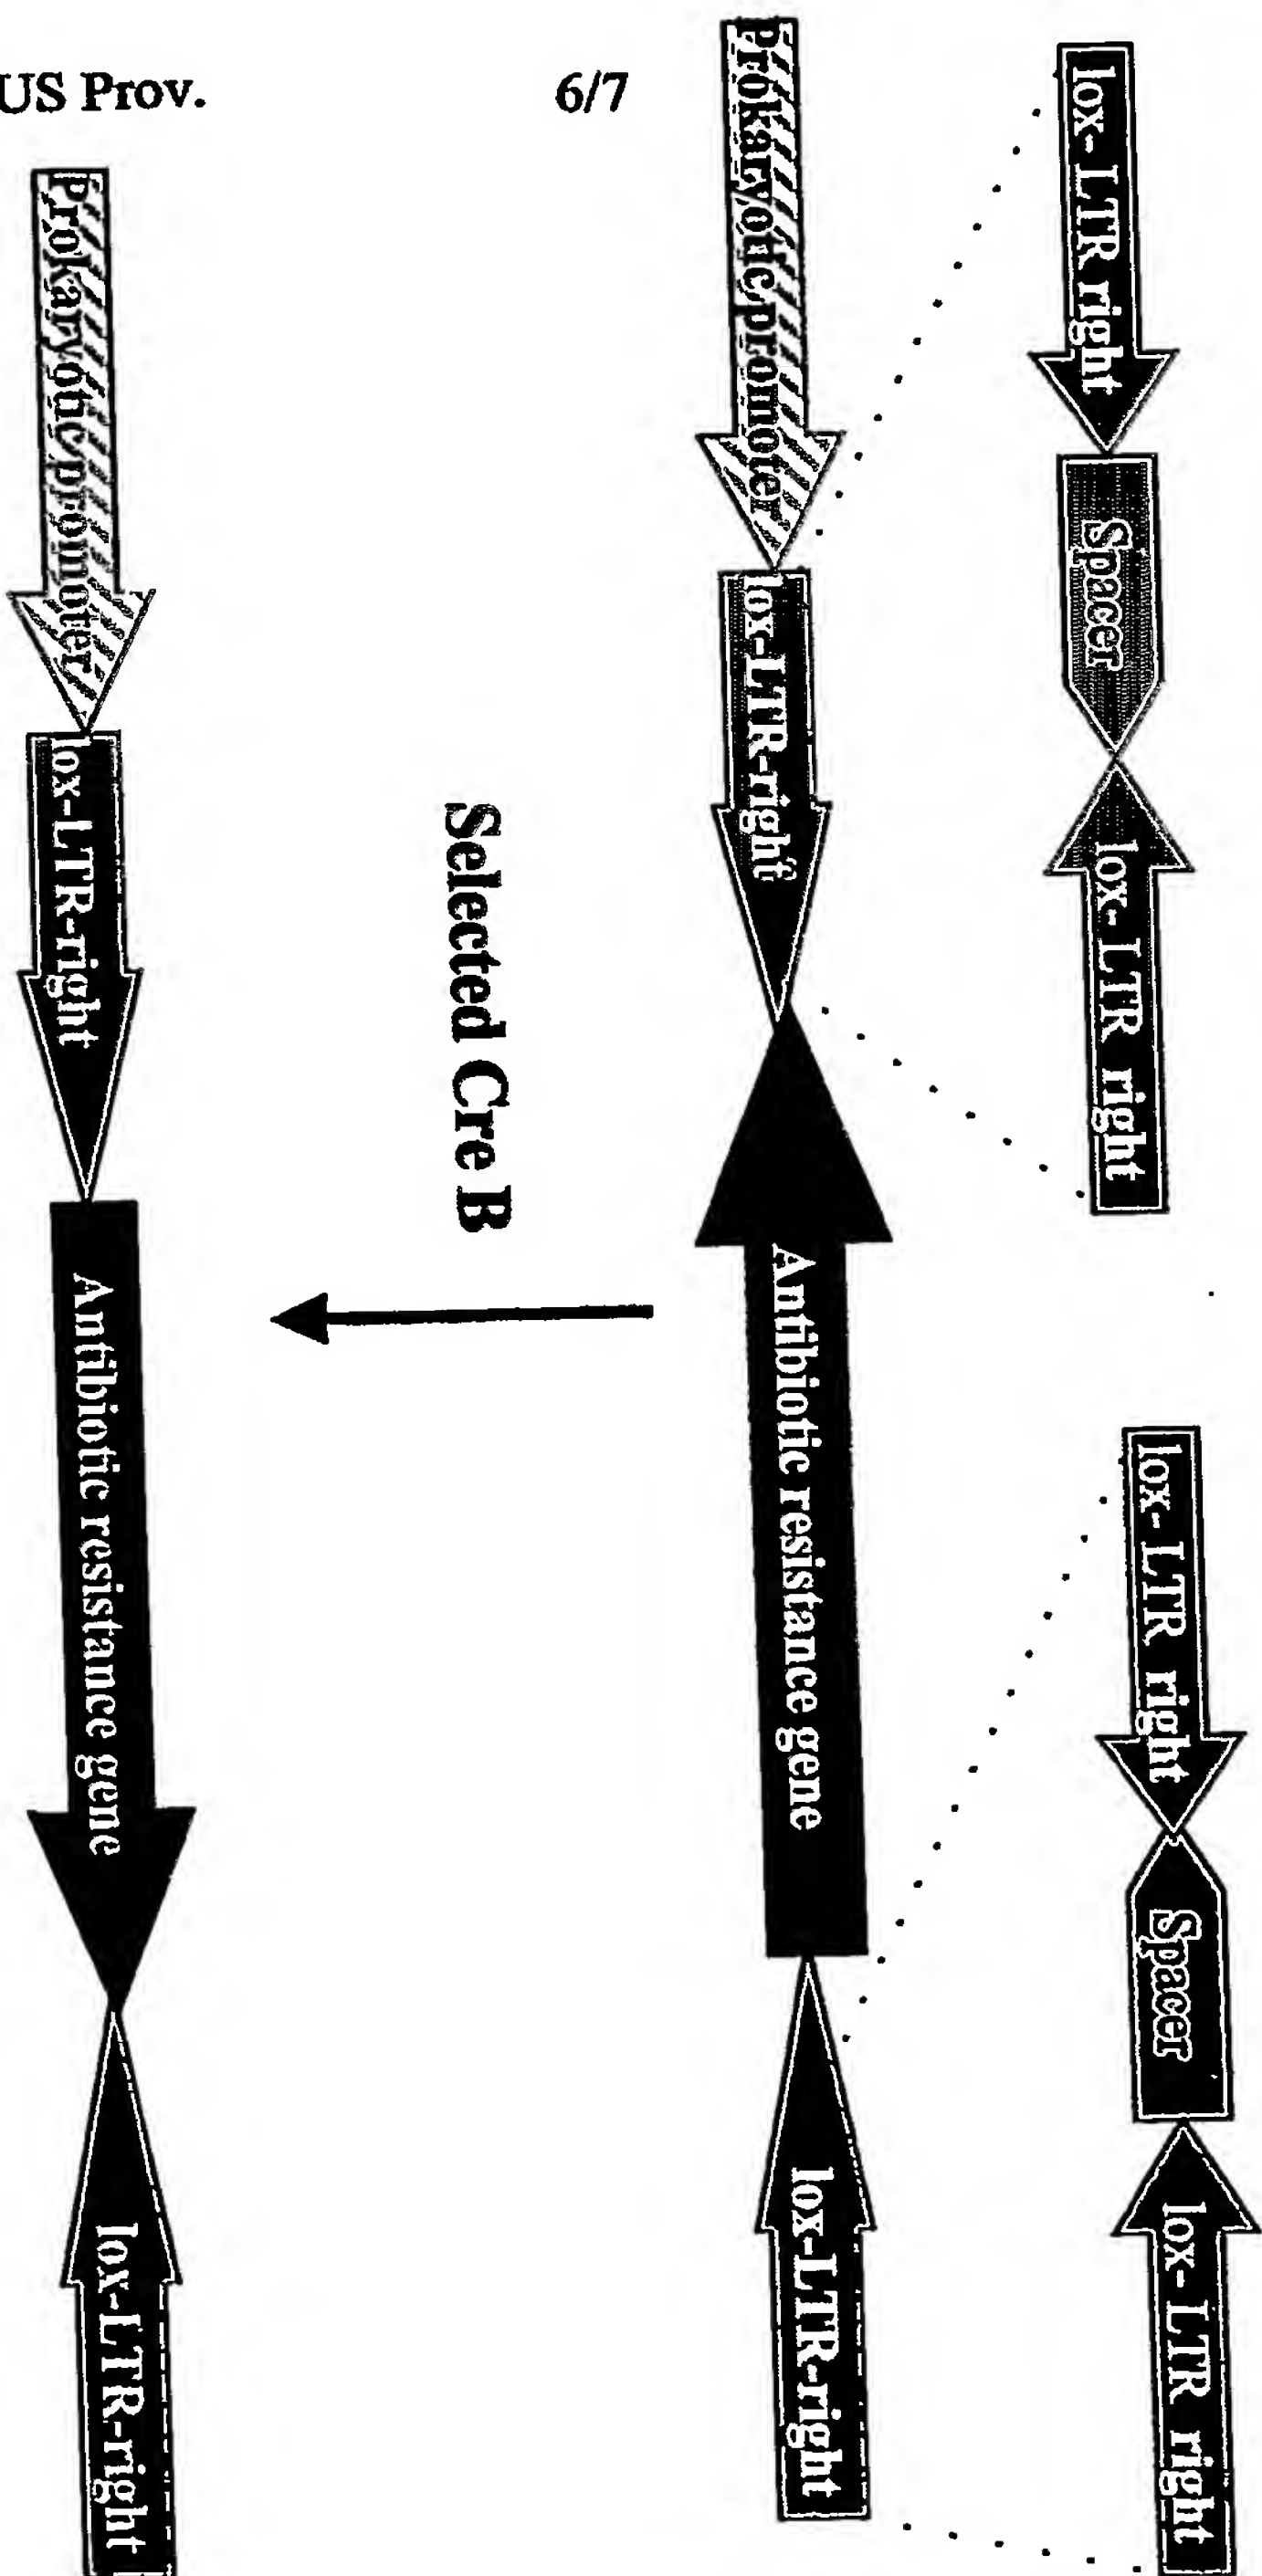 US Prov.
6/7
lox-LTR right
Spacer
lox-LTR right
lox-LTR right
Spacer
lox-LTR right
Prokaryotic promoter
lox-LTR-right
Antibiotic resistance gene
lox-LTR-right
Selected Cre B
Prokaryotic promoter
lox-LTR-right
Antibiotic resistance gene
lox-LTR-right